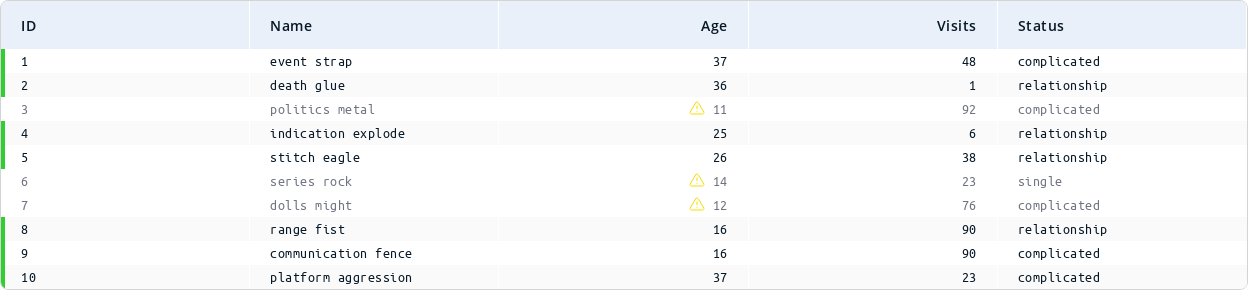 ID Name Age Visits Status
1 event strap 37 48 complicated
2 death glue 36 1 relationship
3 politics metal 11 92 complicated
4 indication explode 25 6 relationship
5 stitch eagle 26 38 relationship
6 series rock 14 23 single
7 dolls might 12 76 complicated
8 range fist 16 90 relationship
9 communication fence 16 90 complicated
10 platform aggression 37 23 complicated